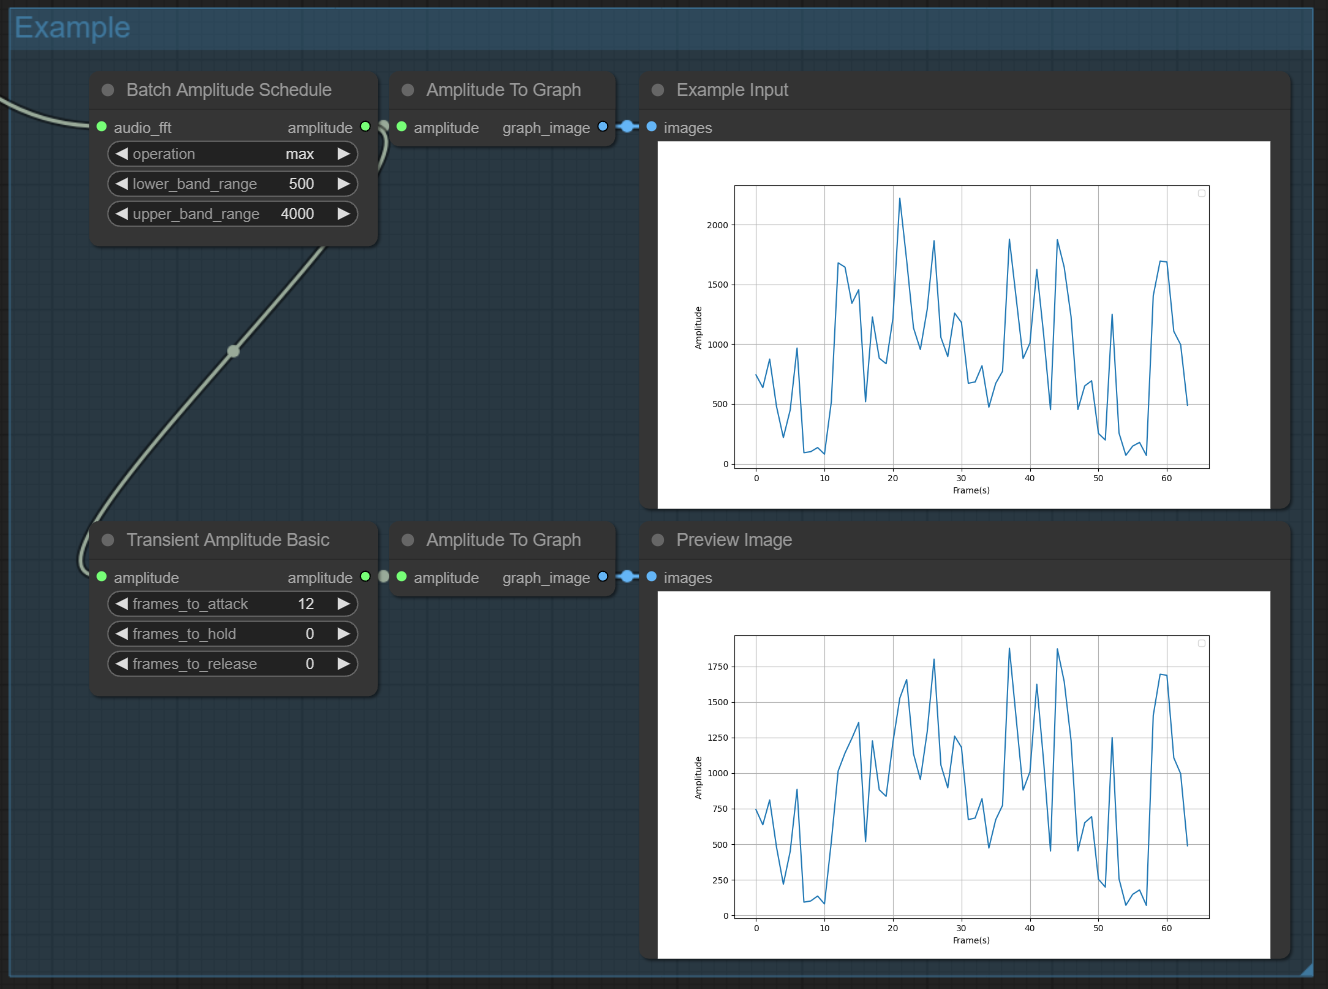 Example
Batch Amplitude Schedule
audio_fft
amplitude
operation
max
lower_band_range
500
upper_band_range
4000
Amplitude To Graph
amplitude
graph_image
Example Input
images
2000
1500
1000
500
0
Amplitude
0 10 20 30 40 50 60
Frame(s)
Transient Amplitude Basic
amplitude
amplitude
frames_to_attack
12
frames_to_hold
0
frames_to_release
0
Amplitude To Graph
amplitude
graph_image
Preview Image
images
1750
1500
1250
1000
750
500
250
0
Amplitude
0 10 20 30 40 50 60
Frame(s)